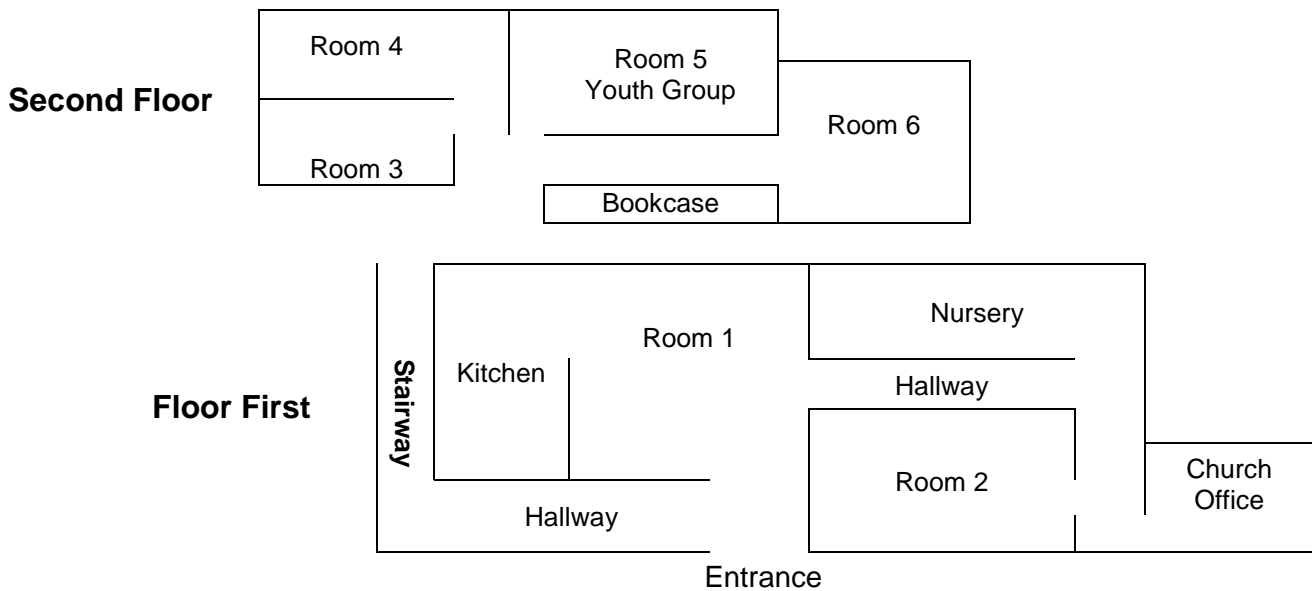 Second Floor
Room 4
Room 5
Youth Group
Room 6
Room 3
Bookcase
Floor First
Stairway
Kitchen
Room 1
Nursery
Hallway
Room 2
Church
Office
Hallway
Entrance